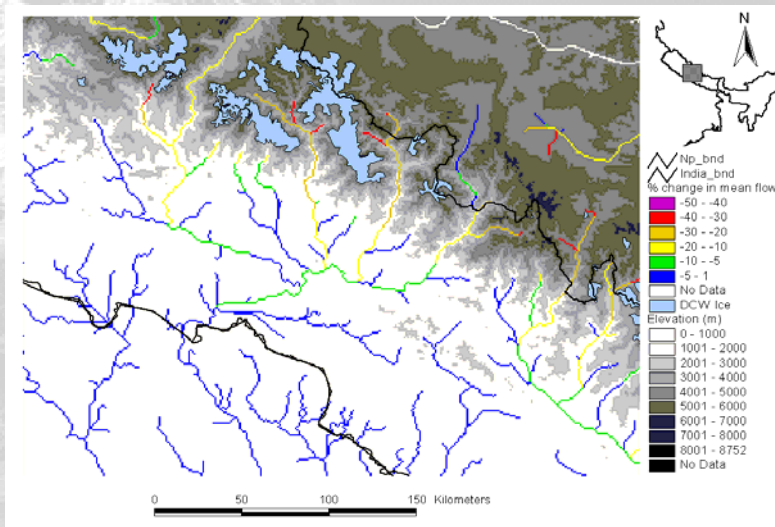 N
Np_bnd
India_bnd
% change in mean flow
-50 - -40
-40 - -30
-30 - -20
-20 - -10
-10 - -5
-5 - 1
No Data
DCW Ice
Elevation (m)
0 - 1000
1001 - 2000
2001 - 3000
3001 - 4000
4001 - 5000
5001 - 6000
6001 - 7000
7001 - 8000
8001 - 8752
No Data
0 50 100 150 Kilometers